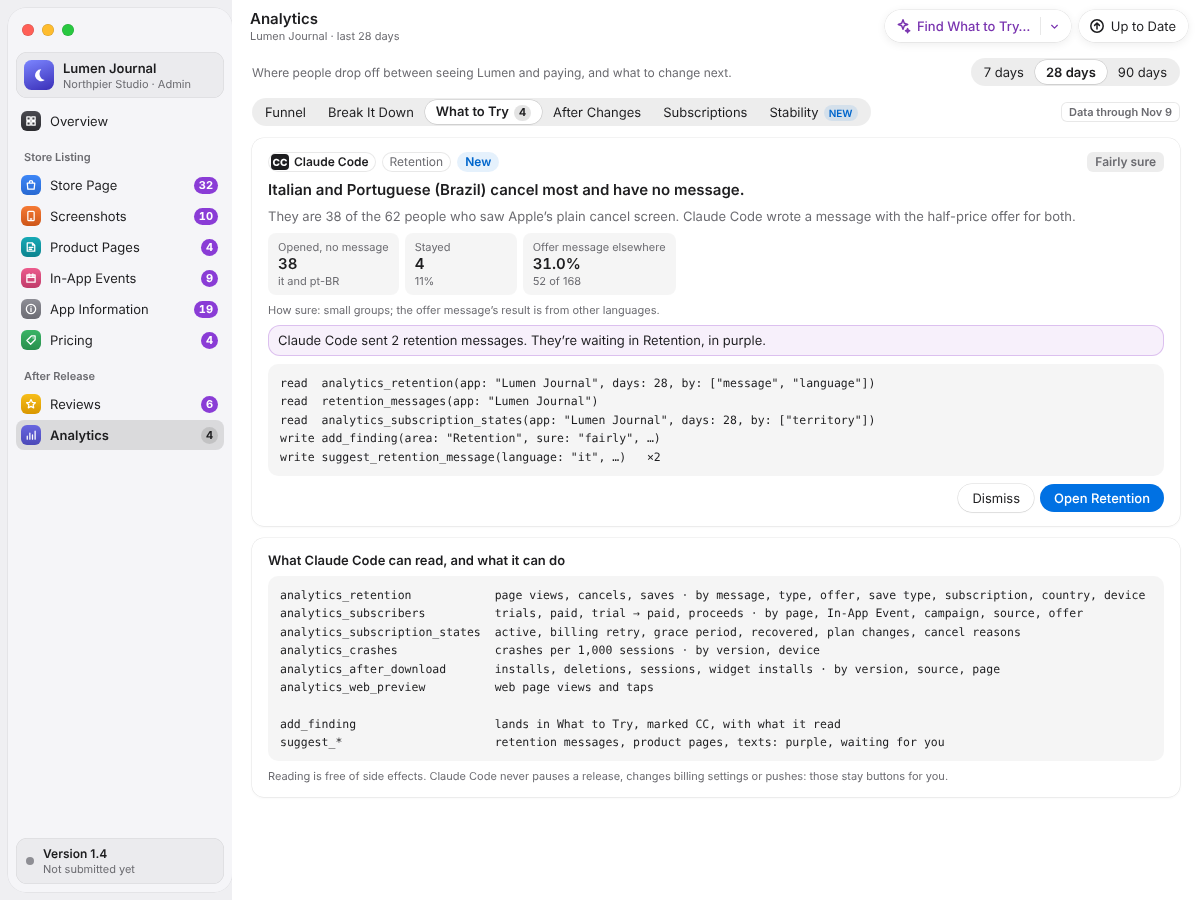 Lumen Journal
Northpier Studio · Admin
Overview
Store Listing
Store Page 32
Screenshots 10
Product Pages 4
In-App Events 9
App Information 19
Pricing 4
After Release
Reviews 6
Analytics 4
Version 1.4
Not submitted yet
Analytics
Lumen Journal · last 28 days
Find What to Try...
Up to Date
Where people drop off between seeing Lumen and paying, and what to change next.
7 days 28 days 90 days
Funnel Break It Down What to Try 4 After Changes Subscriptions Stability NEW
Data through Nov 9
CC Claude Code Retention New
Fairly sure
Italian and Portuguese (Brazil) cancel most and have no message.
They are 38 of the 62 people who saw Apple’s plain cancel screen. Claude Code wrote a message with the half-price offer for both.
Opened, no message
38
it and pt-BR
Stayed
4
11%
Offer message elsewhere
31.0%
52 of 168
How sure: small groups; the offer message’s result is from other languages.
Claude Code sent 2 retention messages. They’re waiting in Retention, in purple.
read analytics_retention(app: "Lumen Journal", days: 28, by: ["message", "language"])
read retention_messages(app: "Lumen Journal")
read analytics_subscription_states(app: "Lumen Journal", days: 28, by: ["territory"])
write add_finding(area: "Retention", sure: "fairly", …)
write suggest_retention_message(language: "it", …) ×2
Dismiss
Open Retention
What Claude Code can read, and what it can do
analytics_retention page views, cancels, saves · by message, type, offer, save type, subscription, country, device
analytics_subscribers trials, paid, trial → paid, proceeds · by page, In-App Event, campaign, source, offer
analytics_subscription_states active, billing retry, grace period, recovered, plan changes, cancel reasons
analytics_crashes crashes per 1,000 sessions · by version, device
analytics_after_download installs, deletions, sessions, widget installs · by version, source, page
analytics_web_preview web page views and taps
add_finding lands in What to Try, marked CC, with what it read
suggest_* retention messages, product pages, texts: purple, waiting for you
Reading is free of side effects. Claude Code never pauses a release, changes billing settings or pushes: those stay buttons for you.